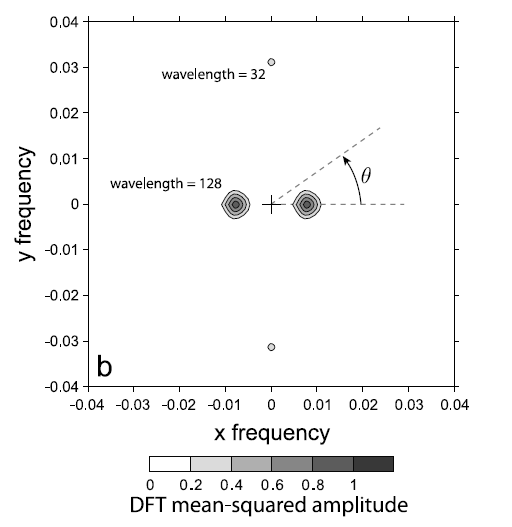 0.04
0.03
wavelength = 32
0.02
0.01
θ
wavelength = 128
0
y frequency
-0.01
-0.02
-0.03
b
-0.04
-0.04 -0.03 -0.02 -0.01 0 0.01 0.02 0.03 0.04
x frequency
0 0.2 0.4 0.6 0.8 1
DFT mean-squared amplitude